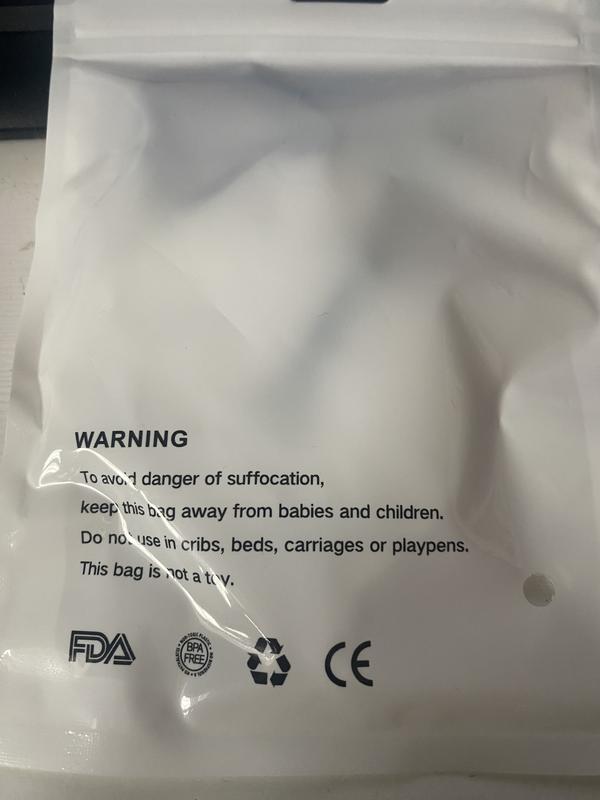 WARNING
To avoid danger of suffocation,
keep this bag away from babies and children.
Do not use in cribs, beds, carriages or playpens.
This bag is not a toy.
FDA
BPA
FREE
CE